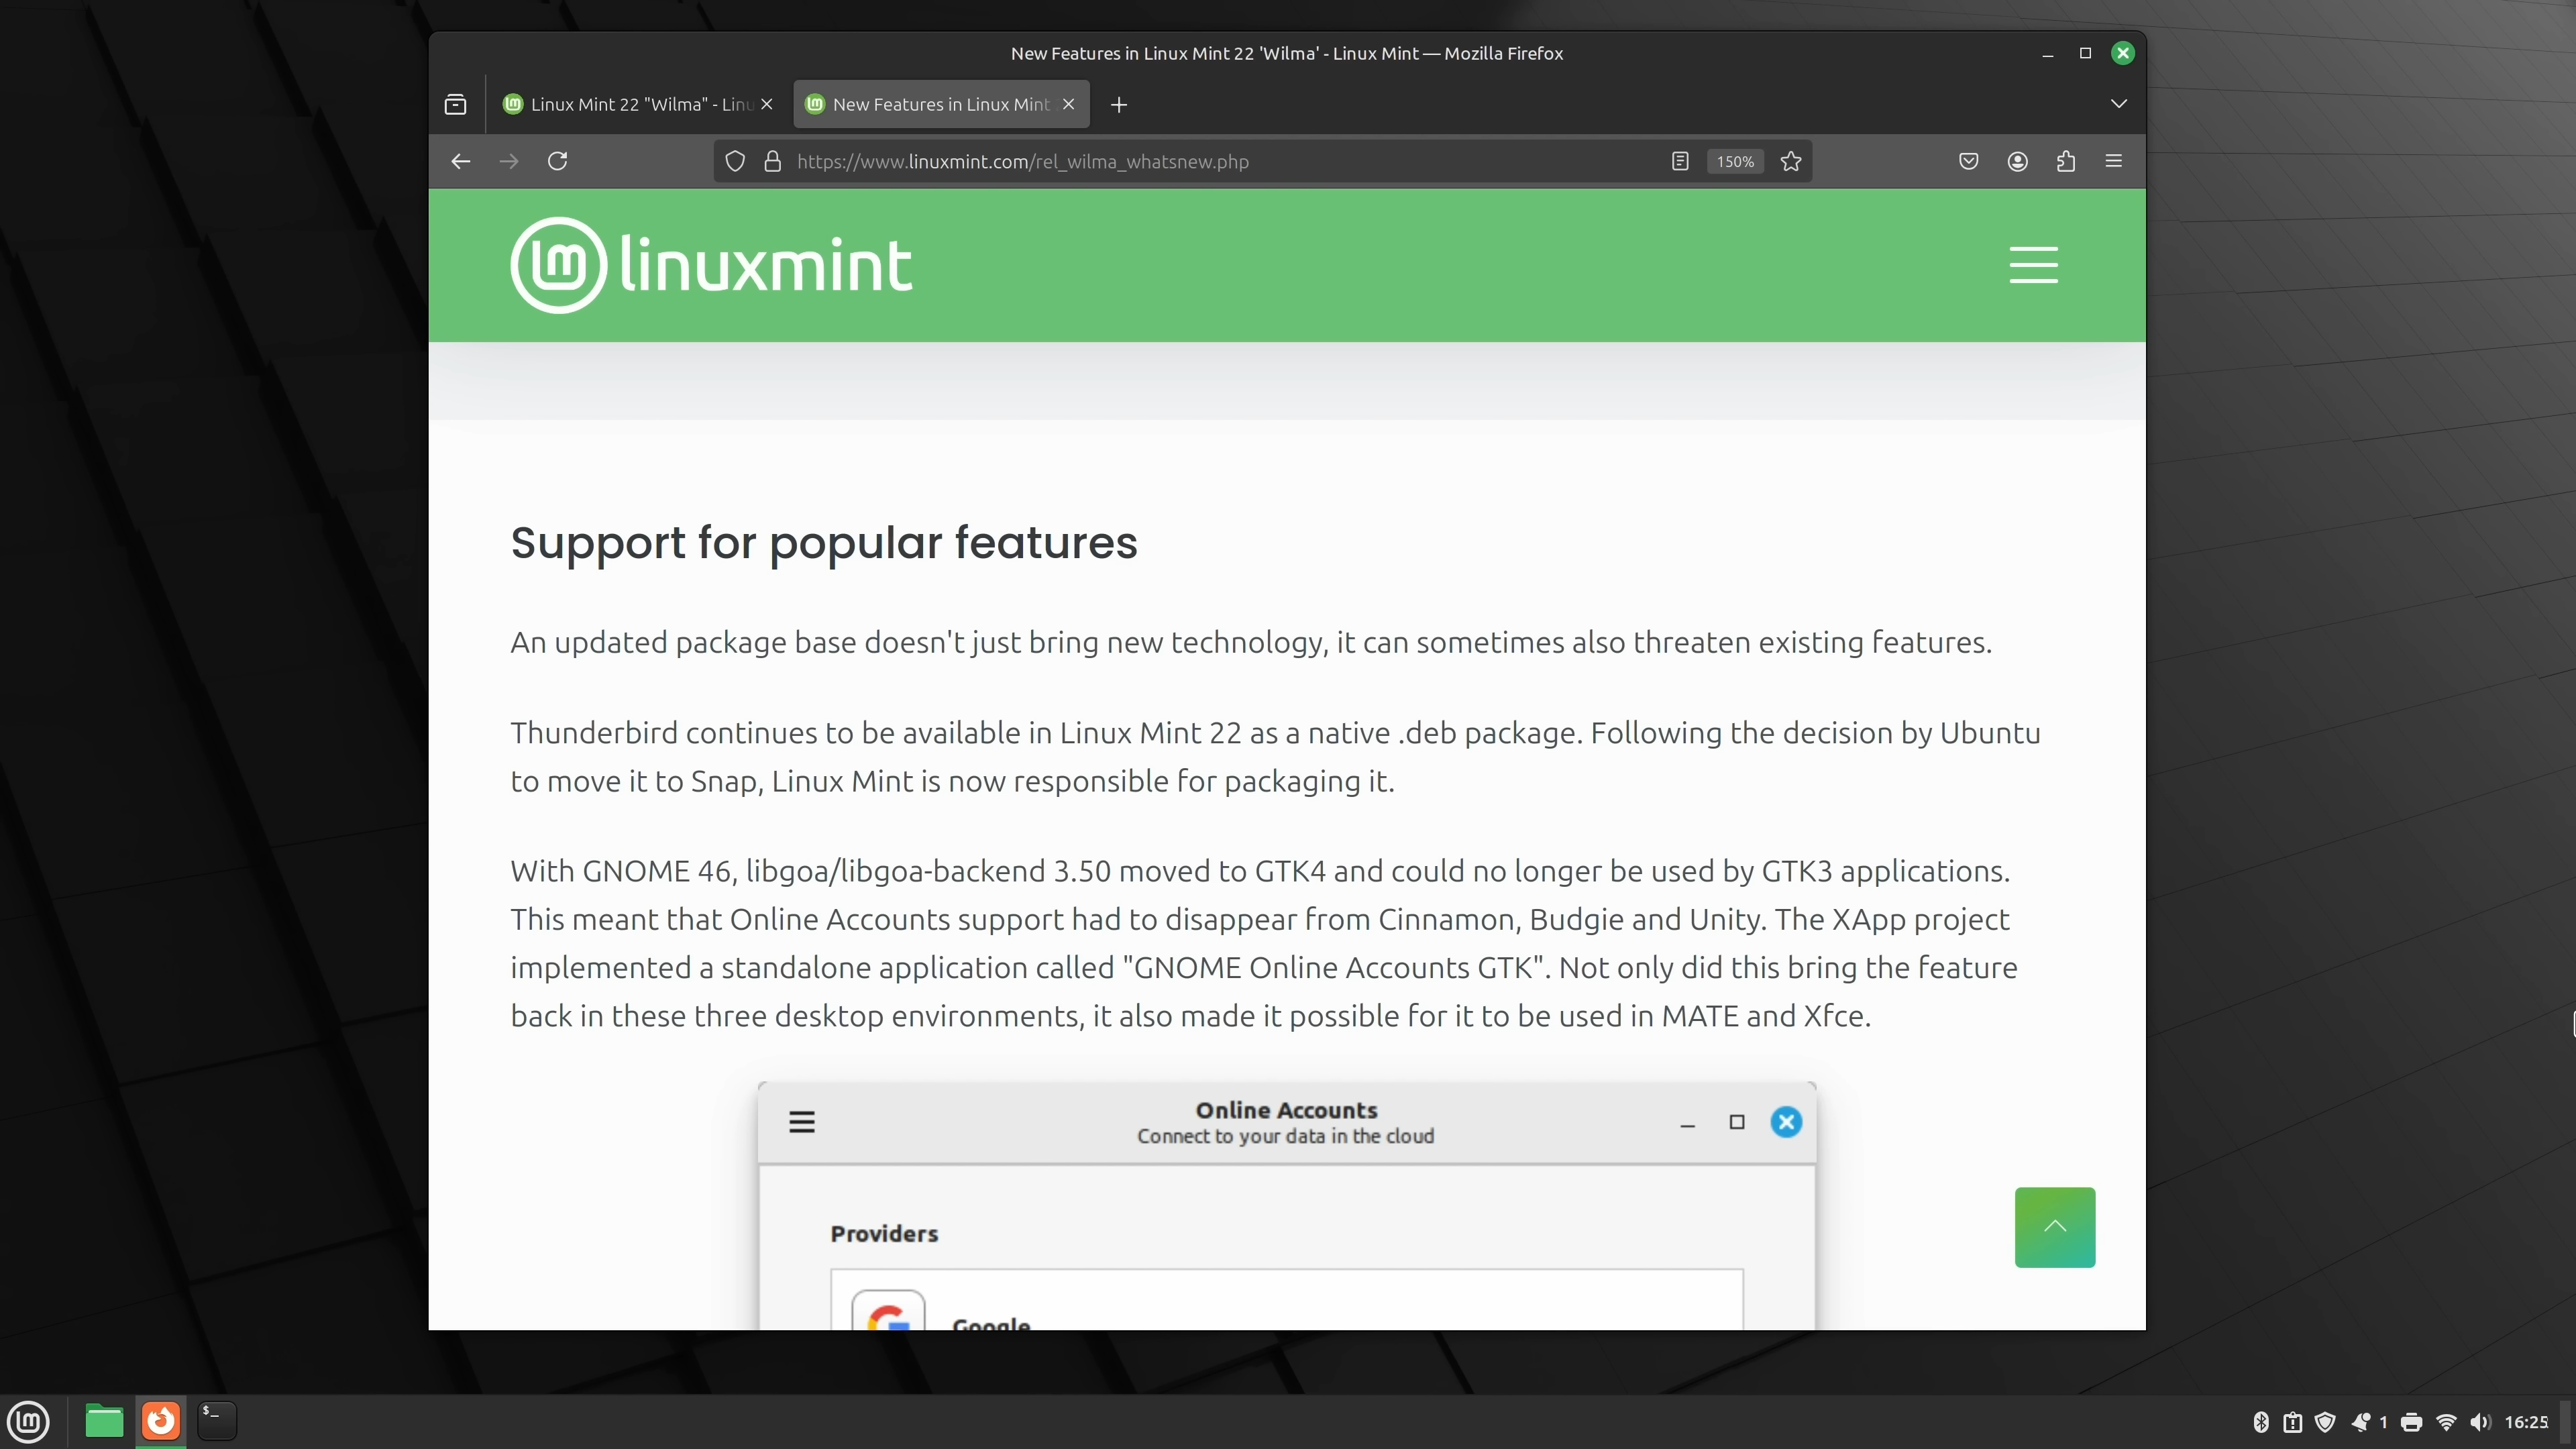 New Features in Linux Mint 22 'Wilma' - Linux Mint — Mozilla Firefox
Linux Mint 22 "Wilma" - Linu
New Features in Linux Mint
https://www.linuxmint.com/rel_wilma_whatsnew.php
150%
linuxmint
Support for popular features
An updated package base doesn't just bring new technology, it can sometimes also threaten existing features.
Thunderbird continues to be available in Linux Mint 22 as a native .deb package. Following the decision by Ubuntu
to move it to Snap, Linux Mint is now responsible for packaging it.
With GNOME 46, libgoa/libgoa-backend 3.50 moved to GTK4 and could no longer be used by GTK3 applications.
This meant that Online Accounts support had to disappear from Cinnamon, Budgie and Unity. The XApp project
implemented a standalone application called "GNOME Online Accounts GTK". Not only did this bring the feature
back in these three desktop environments, it also made it possible for it to be used in MATE and Xfce.
Online Accounts
Connect to your data in the cloud
Providers
Google
$_
1
16:25